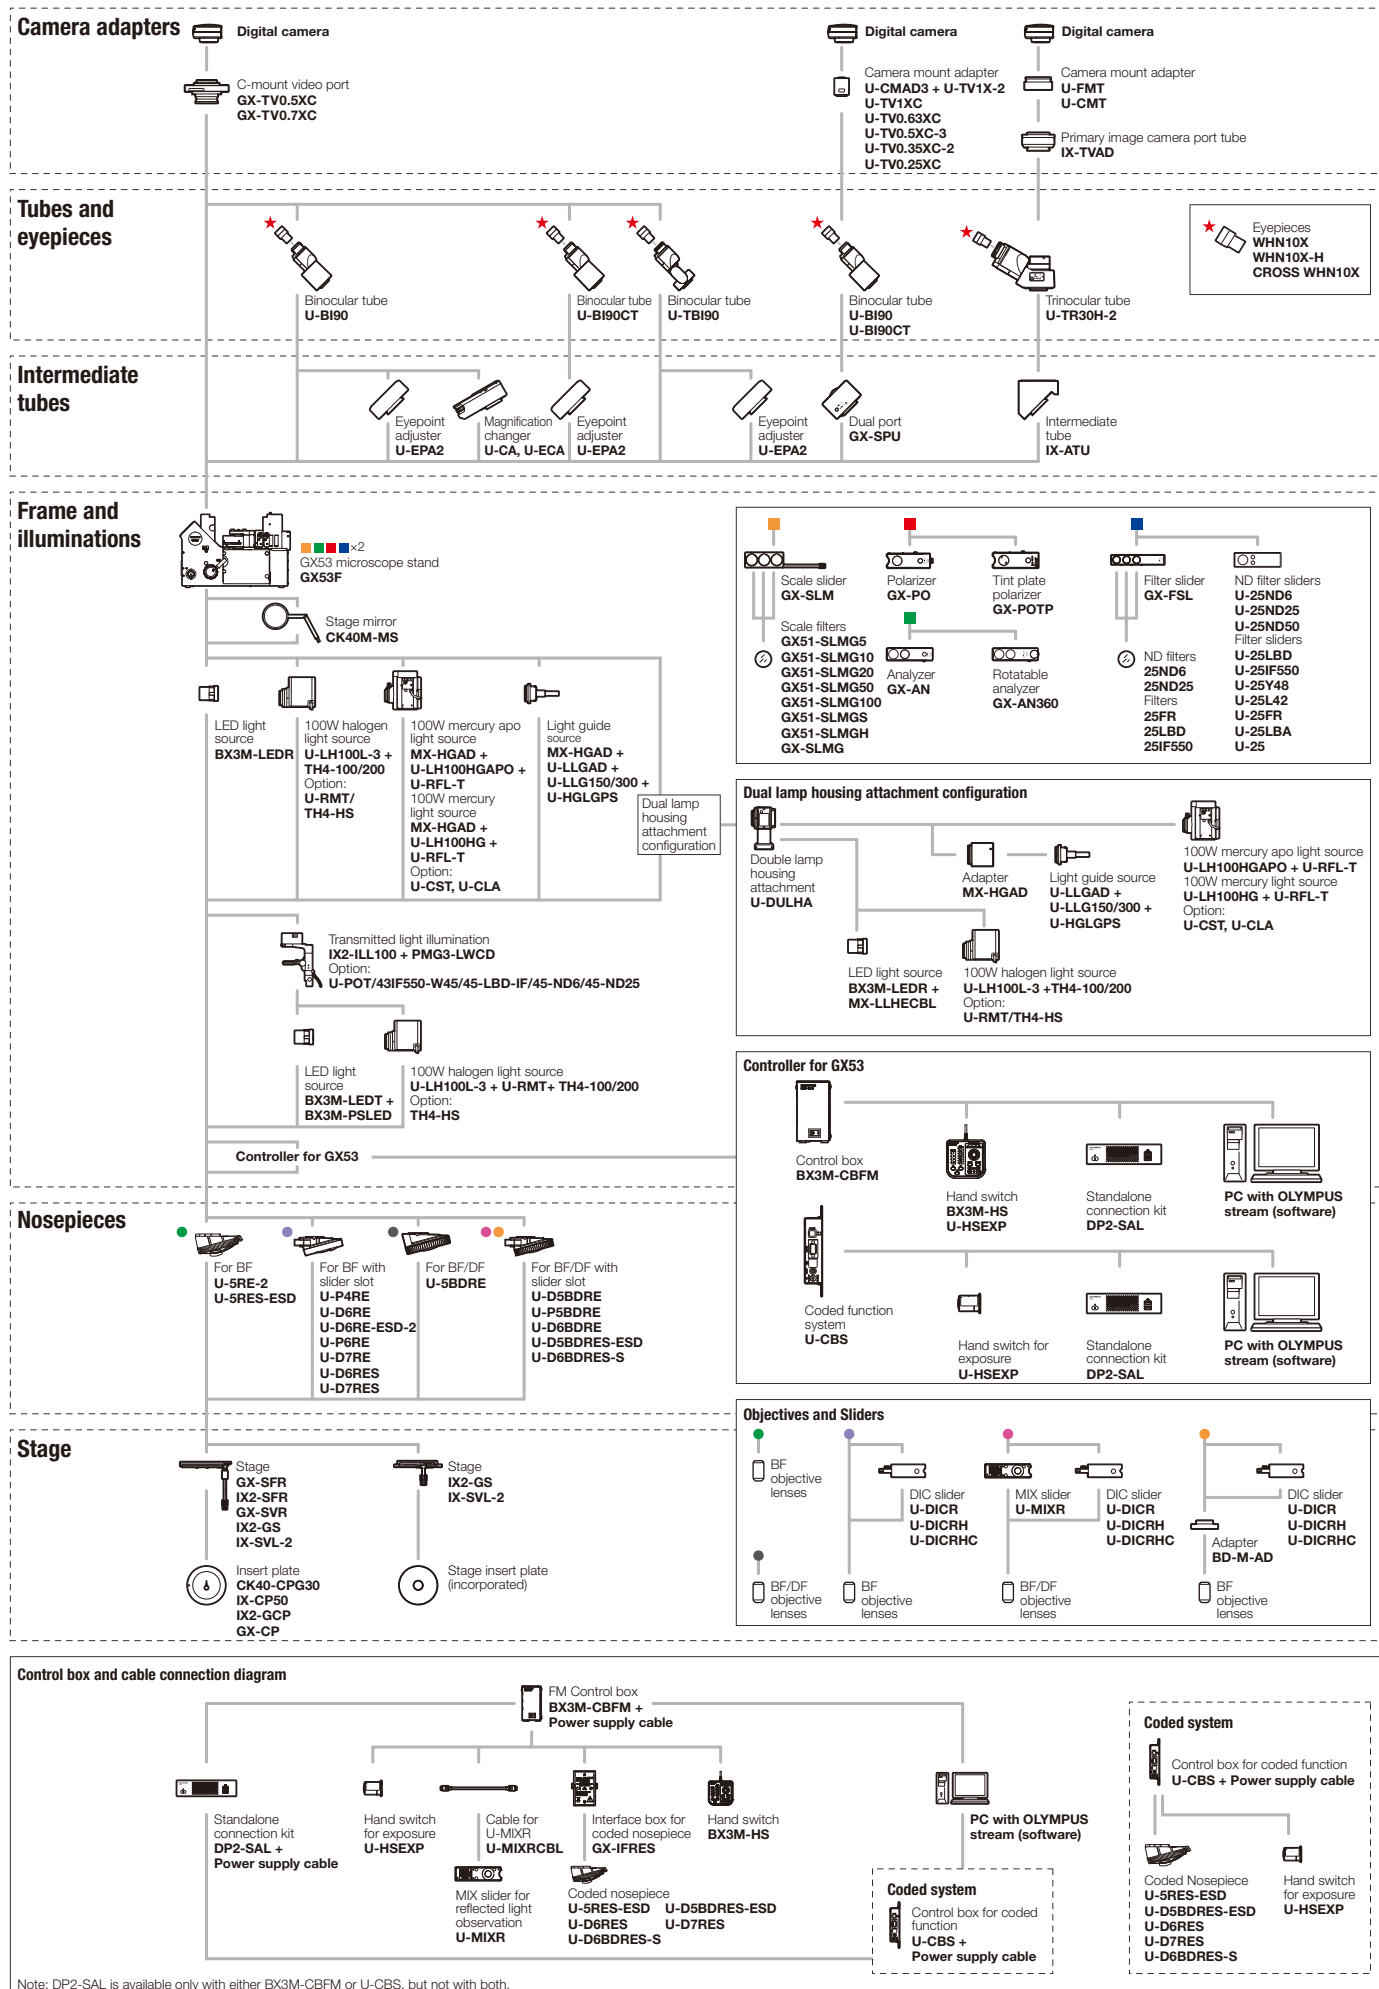 Camera adapters
Digital camera
C-mount video port
GX-TV0.5XC
GX-TV0.7XC
Digital camera
Camera mount adapter
U-CMAD3 + U-TV1X-2
U-TV1XC
U-TV0.63XC
U-TV0.5XC-3
U-TV0.35XC-2
U-TV0.25XC
Digital camera
Camera mount adapter
U-FMT
U-CMT
Primary image camera port tube
IX-TVAD
Tubes and
eyepieces
Binocular tube
U-BI90
Binocular tube
U-BI90CT
Binocular tube
U-TBI90
Binocular tube
U-BI90
U-BI90CT
Trinocular tube
U-TR30H-2
Eyepieces
WHN10X
WHN10X-H
CROSS WHN10X
Intermediate
tubes
Eyepoint
adjuster
U-EPA2
Magnification
changer
U-CA, U-ECA
Eyepoint
adjuster
U-EPA2
Eyepoint
adjuster
U-EPA2
Dual port
GX-SPU
Intermediate
tube
IX-ATU
Frame and
illuminations
×2
GX53 microscope stand
GX53F
Stage mirror
CK40M-MS
LED light
source
BX3M-LEDR
100W halogen
light source
U-LH100L-3 +
TH4-100/200
Option:
U-RMT/
TH4-HS
100W mercury apo
light source
MX-HGAD +
U-LH100HGAPO +
U-RFL-T
100W mercury
light source
MX-HGAD +
U-LH100HG +
U-RFL-T
Option:
U-CST, U-CLA
Light guide
source
MX-HGAD +
U-LLGAD +
U-LLG150/300 +
U-HGLGPS
Dual lamp
housing
attachment
configuration
Transmitted light illumination
IX2-ILL100 + PMG3-LWCD
Option:
U-POT/43IF550-W45/45-LBD-IF/45-ND6/45-ND25
LED light
source
BX3M-LEDT +
BX3M-PSLED
100W halogen light source
U-LH100L-3 + U-RMT+ TH4-100/200
Option:
TH4-HS
Controller for GX53
Scale slider
GX-SLM
Scale filters
GX51-SLMG5
GX51-SLMG10
GX51-SLMG20
GX51-SLMG50
GX51-SLMG100
GX51-SLMGS
GX51-SLMGH
GX-SLMG
Polarizer
GX-PO
Tint plate
polarizer
GX-POTP
Analyzer
GX-AN
Rotatable
analyzer
GX-AN360
Filter slider
GX-FSL
ND filters
25ND6
25ND25
Filters
25FR
25LBD
25IF550
ND filter sliders
U-25ND6
U-25ND25
U-25ND50
Filter sliders
U-25LBD
U-25IF550
U-25Y48
U-25L42
U-25FR
U-25LBA
U-25
Dual lamp housing attachment configuration
Double lamp
housing
attachment
U-DULHA
Adapter
MX-HGAD
Light guide source
U-LLGAD +
U-LLG150/300 +
U-HGLGPS
100W mercury apo light source
U-LH100HGAPO + U-RFL-T
100W mercury light source
U-LH100HG + U-RFL-T
Option:
U-CST, U-CLA
LED light source
BX3M-LEDR +
MX-LLHECBL
100W halogen light source
U-LH100L-3 +TH4-100/200
Option:
U-RMT/TH4-HS
Controller for GX53
Control box
BX3M-CBFM
Hand switch
BX3M-HS
U-HSEXP
Standalone
connection kit
DP2-SAL
PC with OLYMPUS
stream (software)
Coded function
system
U-CBS
Hand switch for
exposure
U-HSEXP
Standalone
connection kit
DP2-SAL
PC with OLYMPUS
stream (software)
Nosepieces
For BF
U-5RE-2
U-5RES-ESD
For BF with
slider slot
U-P4RE
U-D6RE
U-D6RE-ESD-2
U-P6RE
U-D7RE
U-D6RES
U-D7RES
For BF/DF
U-5BDRE
For BF/DF with
slider slot
U-D5BDRE
U-P5BDRE
U-D6BDRE
U-D5BDRES-ESD
U-D6BDRES-S
Stage
Stage
GX-SFR
IX2-SFR
GX-SVR
IX2-GS
IX-SVL-2
Stage
IX2-GS
IX-SVL-2
Insert plate
CK40-CPG30
IX-CP50
IX2-GCP
GX-CP
Stage insert plate
(incorporated)
Objectives and Sliders
BF
objective
lenses
BF/DF
objective
lenses
DIC slider
U-DICR
U-DICRH
U-DICRHC
BF
objective
lenses
MIX slider
U-MIXR
DIC slider
U-DICR
U-DICRH
U-DICRHC
BF/DF
objective
lenses
Adapter
BD-M-AD
DIC slider
U-DICR
U-DICRH
U-DICRHC
BF
objective
lenses
Control box and cable connection diagram
FM Control box
BX3M-CBFM +
Power supply cable
Standalone
connection kit
DP2-SAL +
Power supply cable
Hand switch
for exposure
U-HSEXP
Cable for
U-MIXR
U-MIXRCBL
MIX slider for
reflected light
observation
U-MIXR
Interface box for
coded nosepiece
GX-IFRES
Coded nosepiece
U-5RES-ESD U-D5BDRES-ESD
U-D6RES U-D7RES
U-D6BDRES-S
Hand switch
BX3M-HS
PC with OLYMPUS
stream (software)
Coded system
Control box for coded
function
U-CBS +
Power supply cable
Coded system
Control box for coded function
U-CBS + Power supply cable
Coded Nosepiece
U-5RES-ESD
U-D5BDRES-ESD
U-D6RES
U-D7RES
U-D6BDRES-S
Hand switch
for exposure
U-HSEXP
Note: DP2-SAL is available only with either BX3M-CBFM or U-CBS, but not with both.